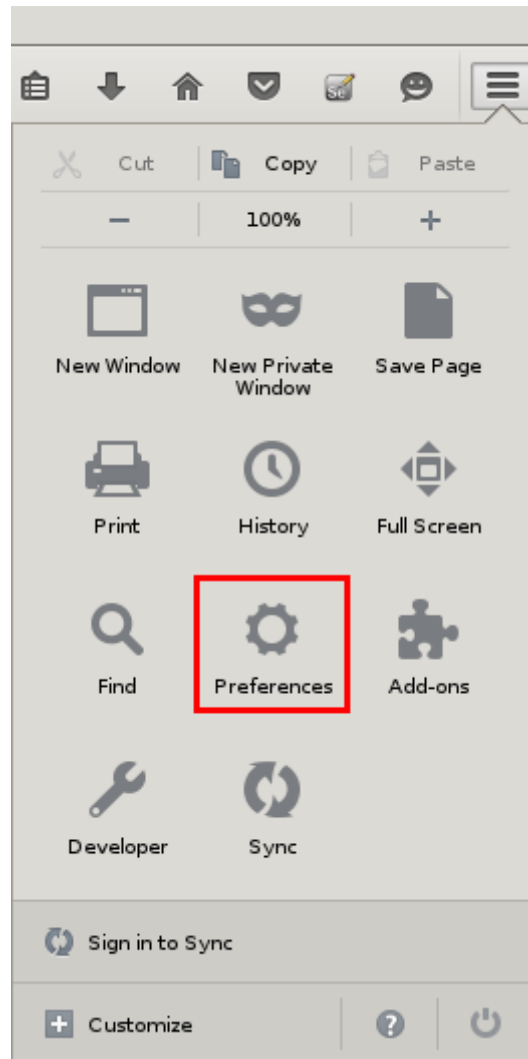 Sc
Cut Copy Paste
− 100% +
New Window New Private Save Page
Window
Print History Full Screen
Find Preferences Add-ons
Developer Sync
Sign in to Sync
+ Customize ?